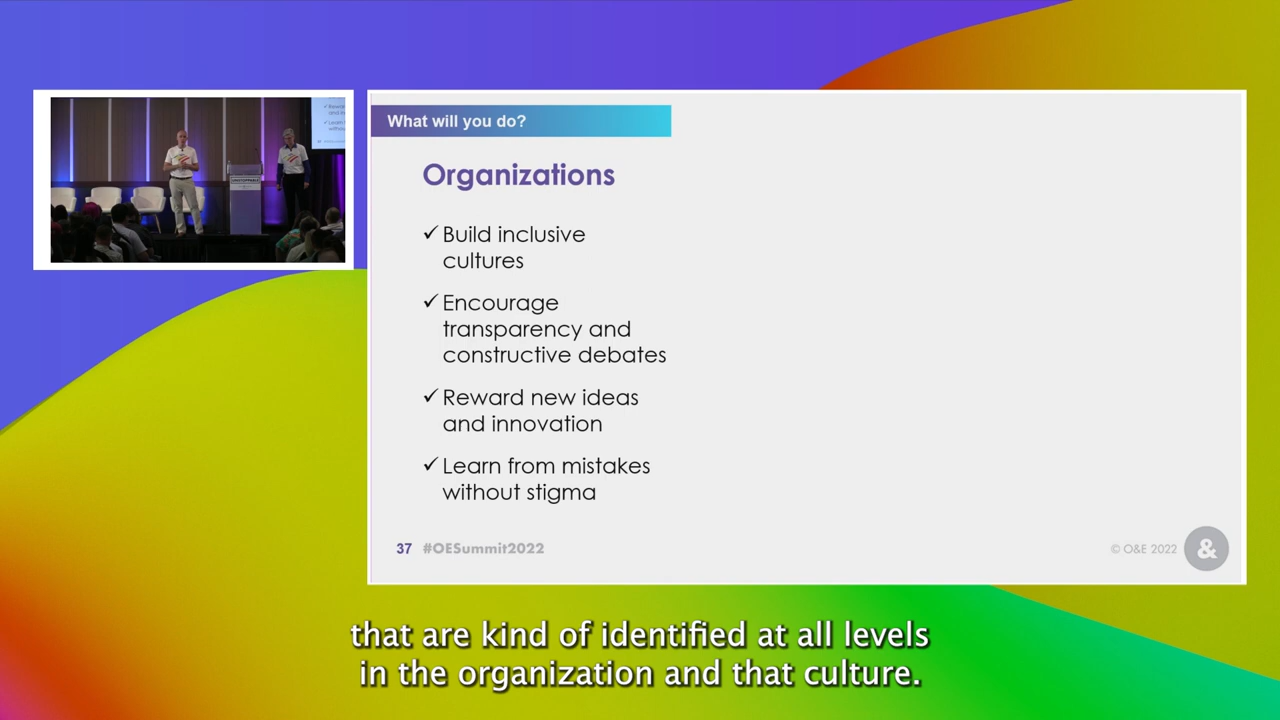 What will you do?
Organizations
✓ Build inclusive
cultures
✓ Encourage
transparency and
constructive debates
✓ Reward new ideas
and innovation
✓ Learn from mistakes
without stigma
37 #OESummit2022
© O&E 2022 &
that are kind of identified at all levels
in the organization and that culture.